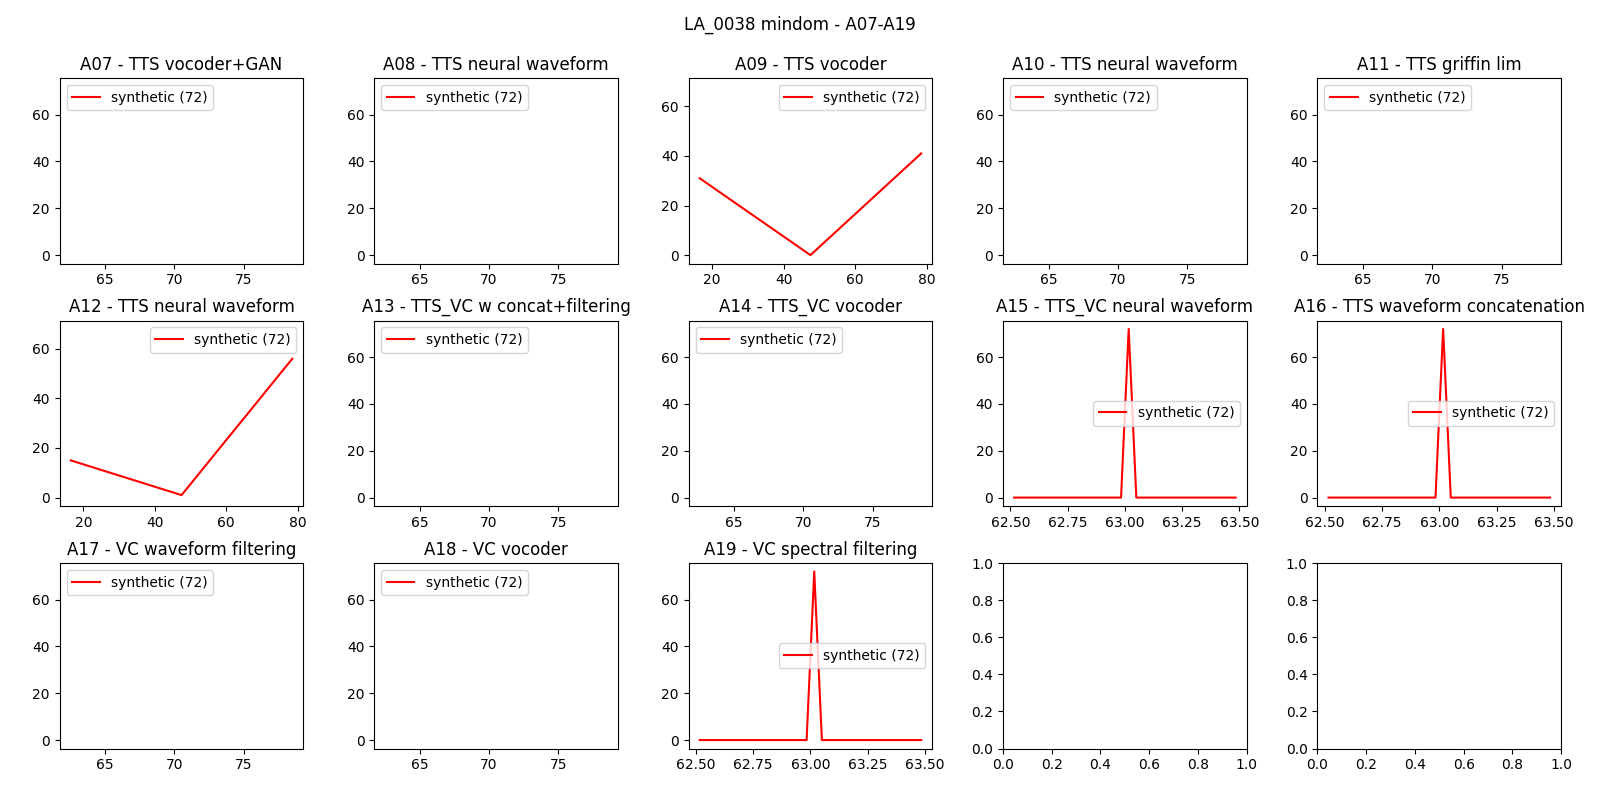 LA_0038 mindom - A07-A19
A07 - TTS vocoder+GAN
synthetic (72)
60
40
20
0
65 70 75
A08 - TTS neural waveform
synthetic (72)
60
40
20
0
65 70 75
A09 - TTS vocoder
synthetic (72)
60
40
20
0
20 40 60 80
A10 - TTS neural waveform
synthetic (72)
60
40
20
0
65 70 75
A11 - TTS griffin lim
synthetic (72)
60
40
20
0
65 70 75
A12 - TTS neural waveform
synthetic (72)
60
40
20
0
20 40 60 80
A13 - TTS_VC w concat+filtering
synthetic (72)
60
40
20
0
65 70 75
A14 - TTS_VC vocoder
synthetic (72)
60
40
20
0
65 70 75
A15 - TTS_VC neural waveform
synthetic (72)
60
40
20
0
62.50 62.75 63.00 63.25 63.50
A16 - TTS waveform concatenation
synthetic (72)
60
40
20
0
62.50 62.75 63.00 63.25 63.50
A17 - VC waveform filtering
synthetic (72)
60
40
20
0
65 70 75
A18 - VC vocoder
synthetic (72)
60
40
20
0
65 70 75
A19 - VC spectral filtering
synthetic (72)
60
40
20
0
62.50 62.75 63.00 63.25 63.50
1.0
0.8
0.6
0.4
0.2
0.0
0.0 0.2 0.4 0.6 0.8 1.0
1.0
0.8
0.6
0.4
0.2
0.0
0.0 0.2 0.4 0.6 0.8 1.0